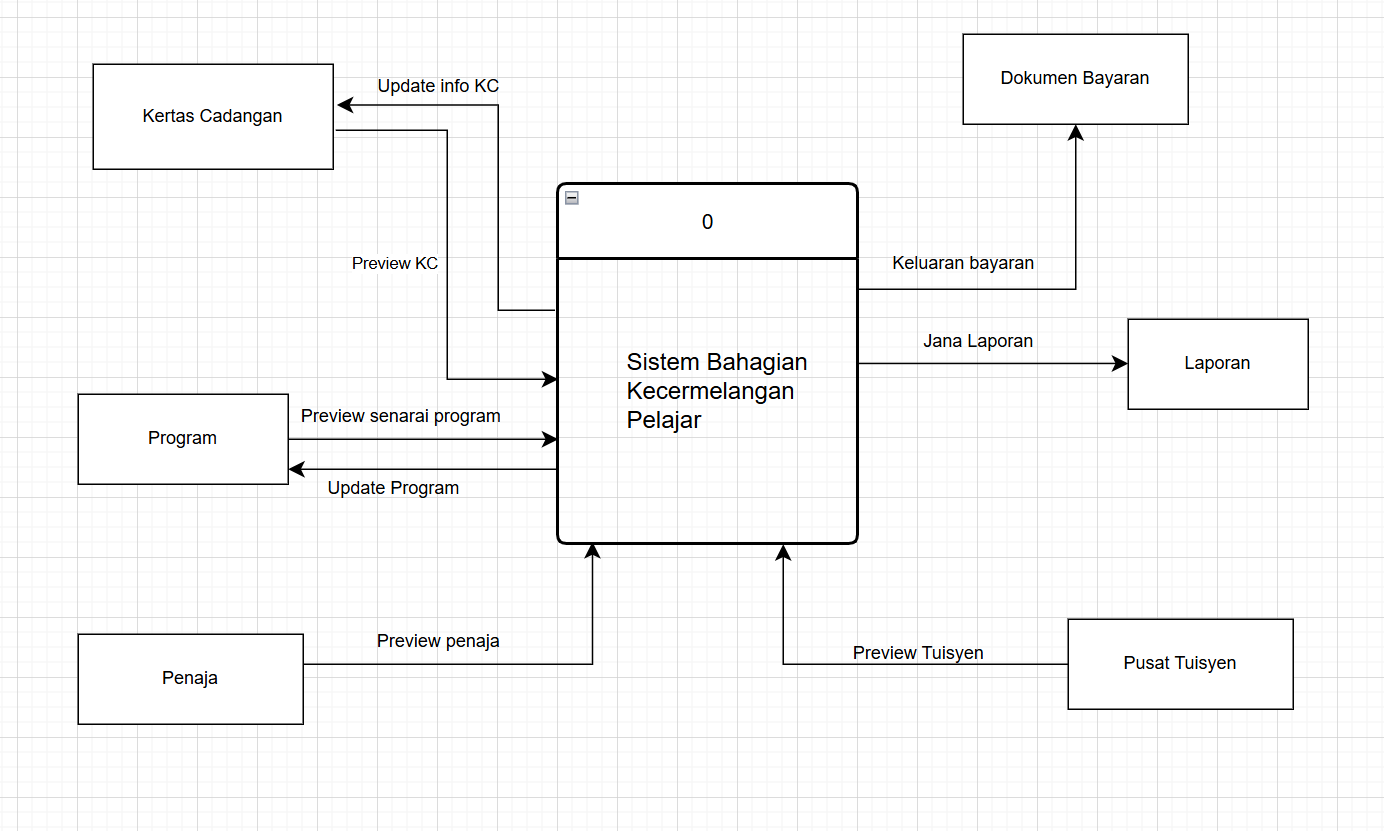 Dokumen Bayaran
Update info KC
Kertas Cadangan
0
Preview KC
Keluaran bayaran
Jana Laporan
Sistem Bahagian
Kecermelangan
Pelajar
Laporan
Preview senarai program
Program
Update Program
Preview penaja
Preview Tuisyen
Penaja
Pusat Tuisyen